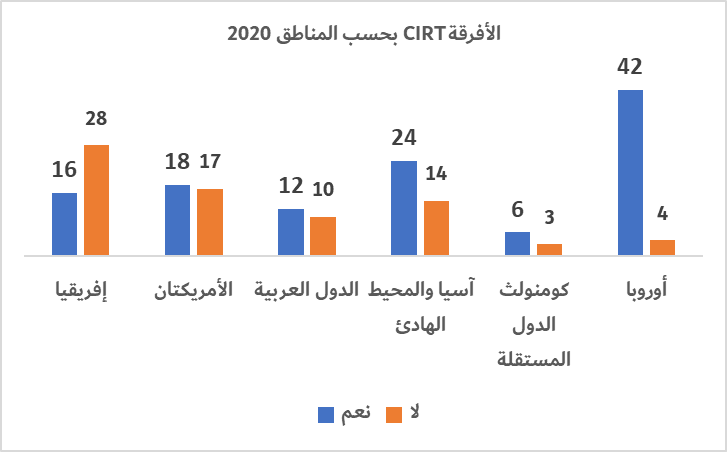 الأفرقة CIRT بحسب المناطق 2020
16
28
18
17
12
10
24
14
6
3
42
4
إفريقيا
الأمريكتان
الدول العربية
آسيا والمحيط
الهادئ
كومنولث
الدول
المستقلة
أوروبا
نعم
لا